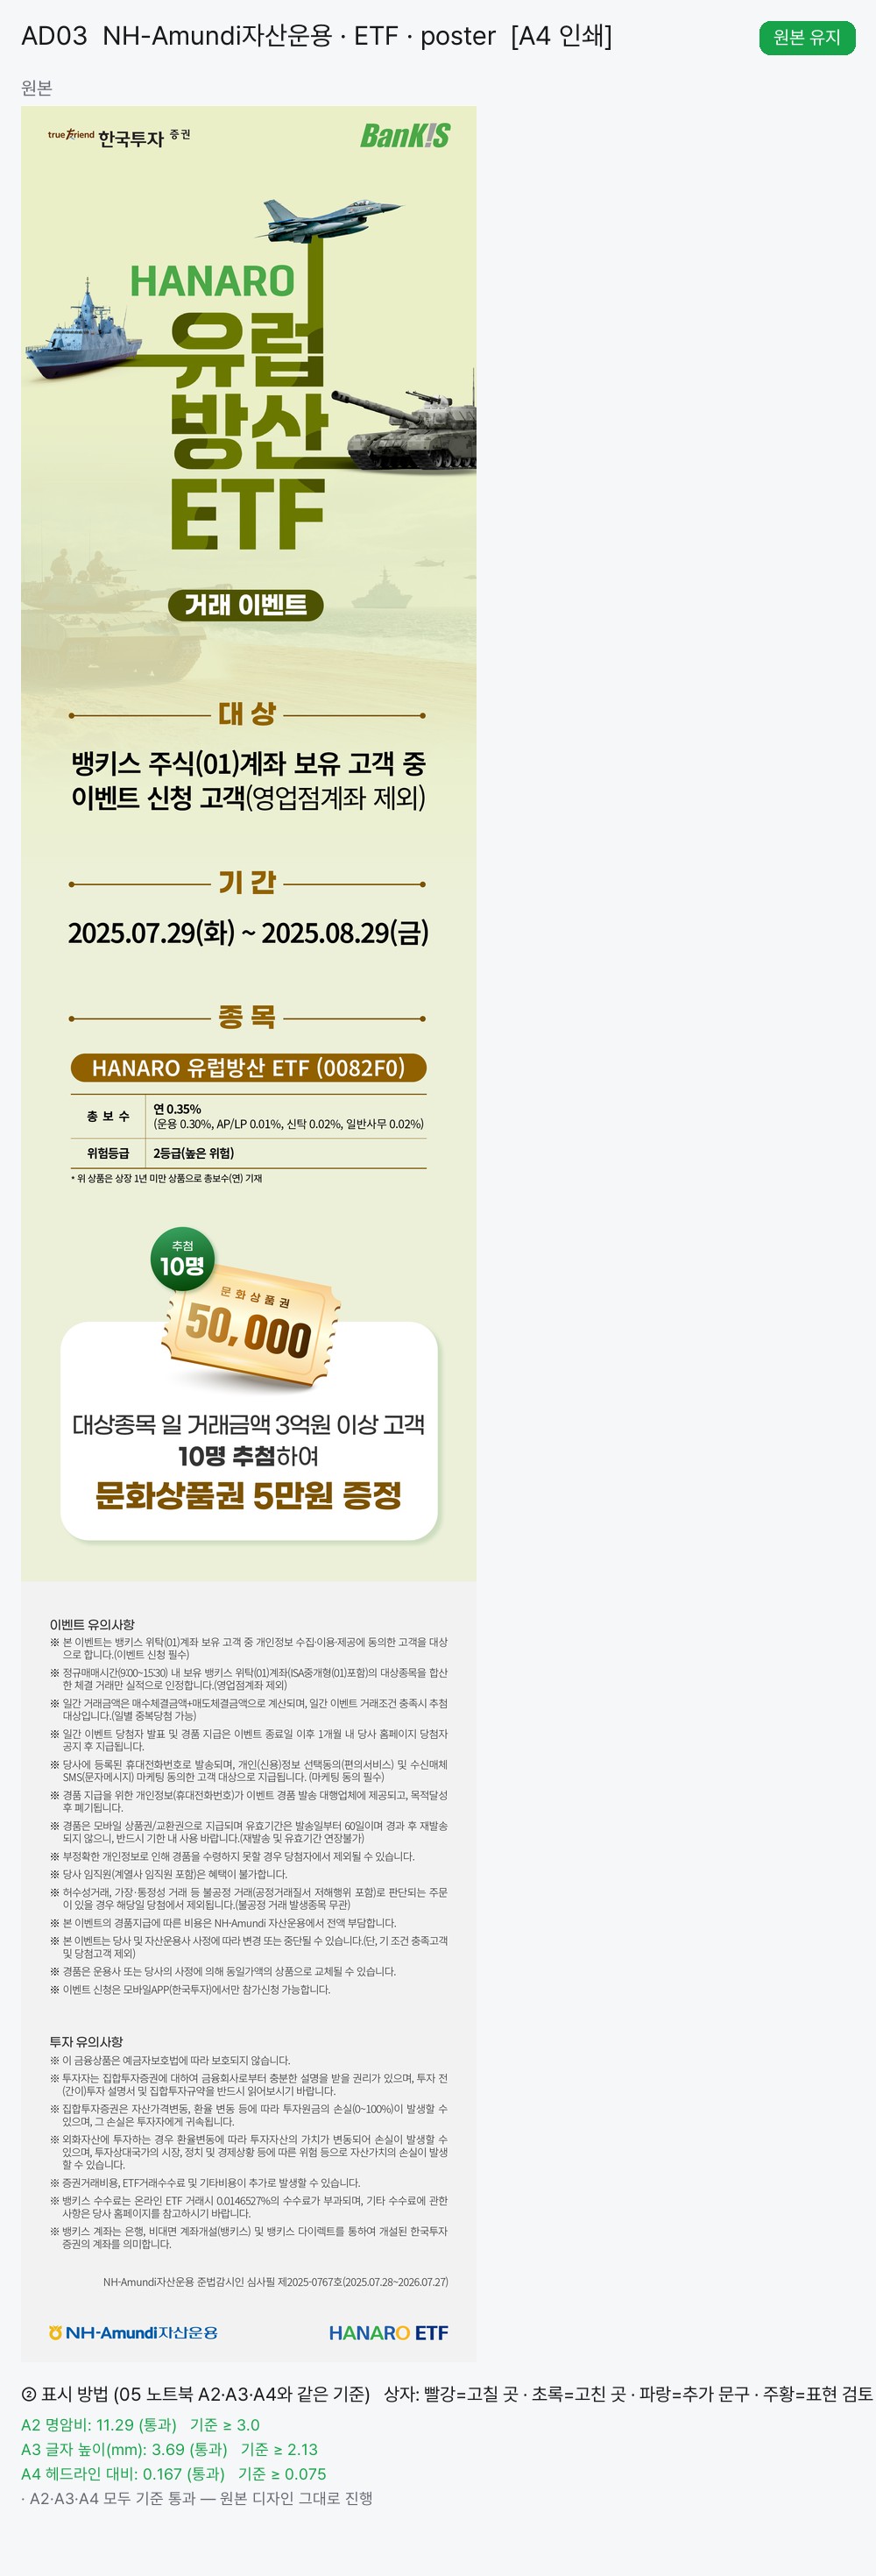 AD03 NH-Amundi자산운용 · ETF · poster [A4 인쇄]
원본 유지
원본
truefriend 한국투자 증권
BanK!S
HANARO
유럽
방산
ETF
거래 이벤트
대 상
뱅키스 주식(01)계좌 보유 고객 중
이벤트 신청 고객(영업점계좌 제외)
기 간
2025.07.29(화) ~ 2025.08.29(금)
종 목
HANARO 유럽방산 ETF (0082F0)
총 보 수
연 0.35%
(운용 0.30%, AP/LP 0.01%, 신탁 0.02%, 일반사무 0.02%)
위험등급
2등급(높은 위험)
* 위 상품은 상장 1년 미만 상품으로 총보수(연) 기재
추첨
10명
문화상품권
50,000
대상종목 일 거래금액 3억원 이상 고객
10명 추첨하여
문화상품권 5만원 증정
이벤트 유의사항
※ 본 이벤트는 뱅키스 위탁(01)계좌 보유 고객 중 개인정보 수집·이용·제공에 동의한 고객을 대상
으로 합니다.(이벤트 신청 필수)
※ 정규매매시간(9:00~15:30) 내 보유 뱅키스 위탁(01)계좌(ISA중개형(01)포함)의 대상종목을 합산
한 체결 거래만 실적으로 인정합니다.(영업점계좌 제외)
※ 일간 거래금액은 매수체결금액+매도체결금액으로 계산되며, 일간 이벤트 거래조건 충족시 추첨
대상입니다.(일별 중복당첨 가능)
※ 일간 이벤트 당첨자 발표 및 경품 지급은 이벤트 종료일 이후 1개월 내 당사 홈페이지 당첨자
공지 후 지급됩니다.
※ 당사에 등록된 휴대전화번호로 발송되며, 개인(신용)정보 선택동의(편의서비스) 및 수신매체
SMS(문자메시지) 마케팅 동의한 고객 대상으로 지급됩니다. (마케팅 동의 필수)
※ 경품 지급을 위한 개인정보(휴대전화번호)가 이벤트 경품 발송 대행업체에 제공되고, 목적달성
후 폐기됩니다.
※ 경품은 모바일 상품권/교환권으로 지급되며 유효기간은 발송일부터 60일이며 경과 후 재발송
되지 않으니, 반드시 기한 내 사용 바랍니다.(재발송 및 유효기간 연장불가)
※ 부정확한 개인정보로 인해 경품을 수령하지 못할 경우 당첨자에서 제외될 수 있습니다.
※ 당사 임직원(계열사 임직원 포함)은 혜택이 불가합니다.
※ 허수성거래, 가장·통정성 거래 등 불공정 거래(공정거래질서 저해행위 포함)로 판단되는 주문
이 있을 경우 해당일 당첨에서 제외됩니다.(불공정 거래 발생종목 무관)
※ 본 이벤트의 경품지급에 따른 비용은 NH-Amundi 자산운용에서 전액 부담합니다.
※ 본 이벤트는 당사 및 자산운용사 사정에 따라 변경 또는 중단될 수 있습니다.(단, 기 조건 충족고객
및 당첨고객 제외)
※ 경품은 운용사 또는 당사의 사정에 의해 동일가액의 상품으로 교체될 수 있습니다.
※ 이벤트 신청은 모바일APP(한국투자)에서만 참가신청 가능합니다.
투자 유의사항
※ 이 금융상품은 예금자보호법에 따라 보호되지 않습니다.
※ 투자자는 집합투자증권에 대하여 금융회사로부터 충분한 설명을 받을 권리가 있으며, 투자 전
(간이)투자 설명서 및 집합투자규약을 반드시 읽어보시기 바랍니다.
※ 집합투자증권은 자산가격변동, 환율 변동 등에 따라 투자원금의 손실(0~100%)이 발생할 수
있으며, 그 손실은 투자자에게 귀속됩니다.
※ 외화자산에 투자하는 경우 환율변동에 따라 투자자산의 가치가 변동되어 손실이 발생할 수
있으며, 투자상대국가의 시장, 정치 및 경제상황 등에 따른 위험 등으로 자산가치의 손실이 발생
할 수 있습니다.
※ 증권거래비용, ETF거래수수료 및 기타비용이 추가로 발생할 수 있습니다.
※ 뱅키스 수수료는 온라인 ETF 거래시 0.0146527%의 수수료가 부과되며, 기타 수수료에 관한
사항은 당사 홈페이지를 참고하시기 바랍니다.
※ 뱅키스 계좌는 은행, 비대면 계좌개설(뱅키스) 및 뱅키스 다이렉트를 통하여 개설된 한국투자
증권의 계좌를 의미합니다.
NH-Amundi자산운용 준법감시인 심사필 제2025-0767호(2025.07.28~2026.07.27)
NH-Amundi자산운용
HANARO ETF
② 표시 방법 (05 노트북 A2·A3·A4와 같은 기준) 상자: 빨강=고칠 곳 · 초록=고친 곳 · 파랑=추가 문구 · 주황=표현 검토
A2 명암비: 11.29 (통과) 기준 ≥ 3.0
A3 글자 높이(mm): 3.69 (통과) 기준 ≥ 2.13
A4 헤드라인 대비: 0.167 (통과) 기준 ≥ 0.075
· A2·A3·A4 모두 기준 통과 — 원본 디자인 그대로 진행